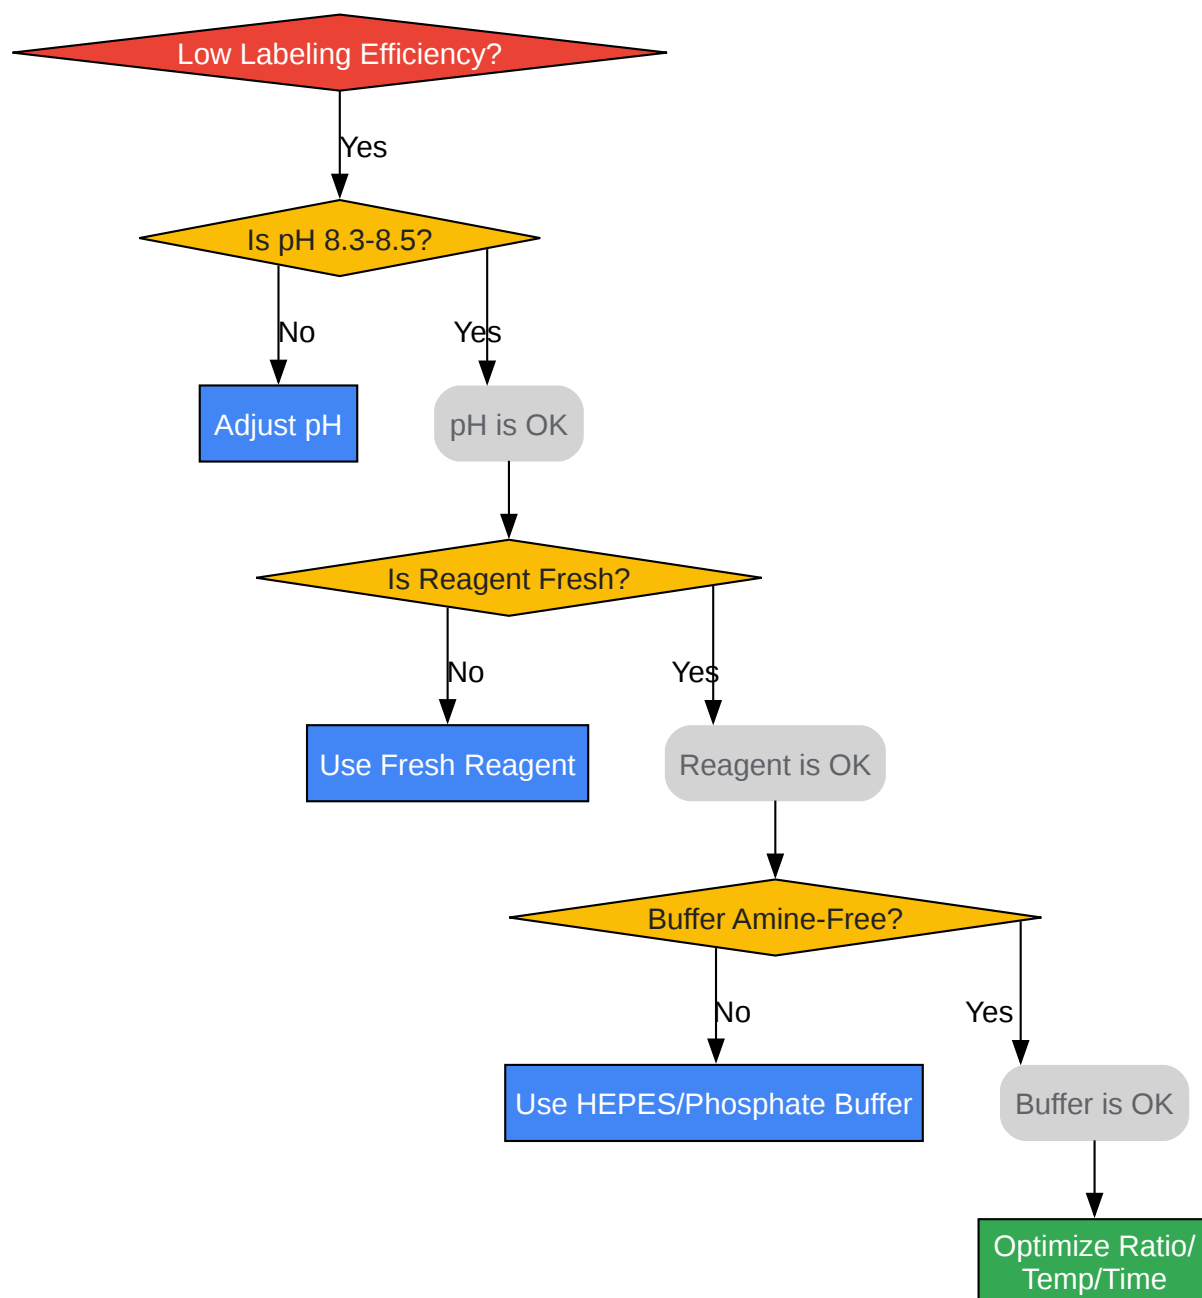 Low Labeling Efficiency?
Yes
Is pH 8.3-8.5?
No
Yes
Adjust pH
pH is OK
Is Reagent Fresh?
No
Yes
Use Fresh Reagent
Reagent is OK
Buffer Amine-Free?
No
Yes
Use HEPES/Phosphate Buffer
Buffer is OK
Optimize Ratio/
Temp/Time